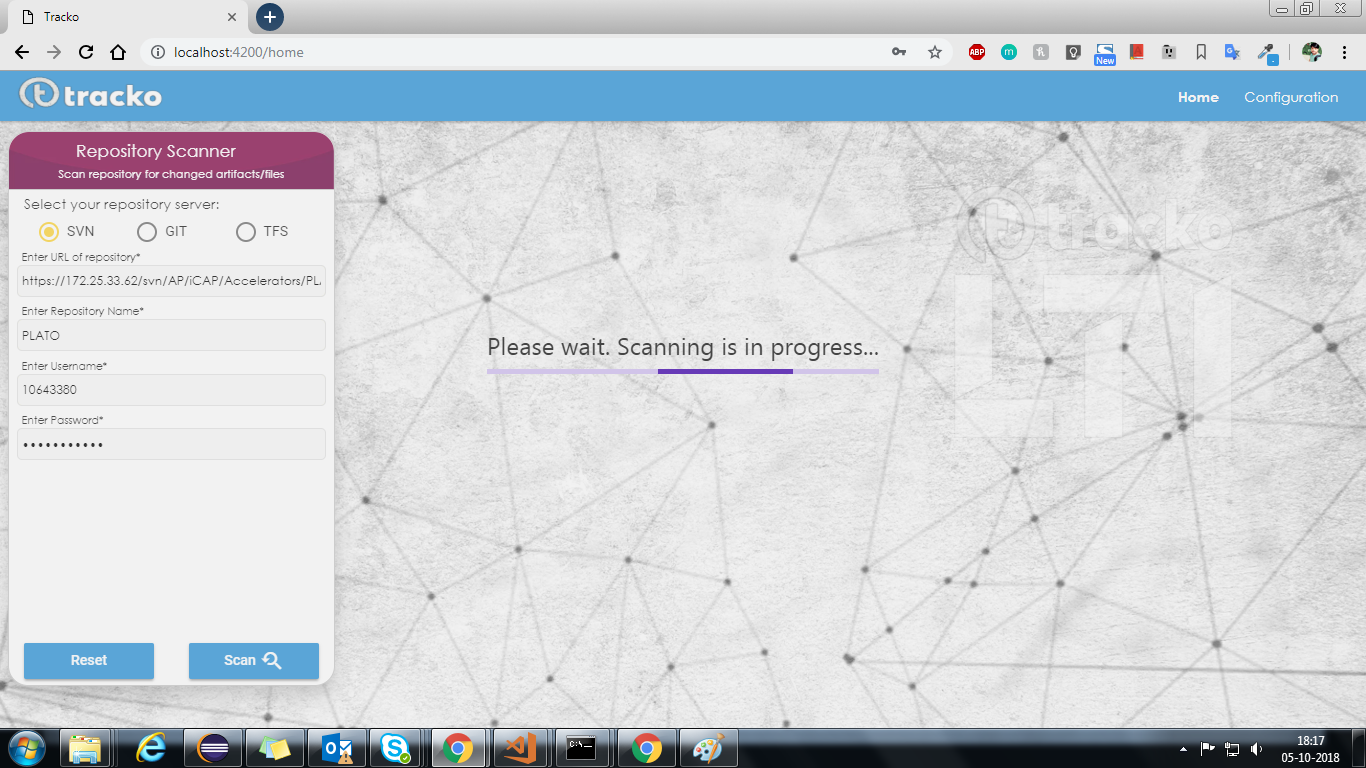 Tracko
localhost:4200/home
ABP
m
New
tracko
Home
Configuration
Repository Scanner
Scan repository for changed artifacts/files
Select your repository server:
SVN
GIT
TFS
Enter URL of repository*
https://172.25.33.62/svn/AP/iCAP/Accelerators/PL
Enter Repository Name*
PLATO
Enter Username*
10643380
Enter Password*
•••••••••••
Reset
Scan
Please wait. Scanning is in progress...
tracko
LTI
C:\
18:17
05-10-2018